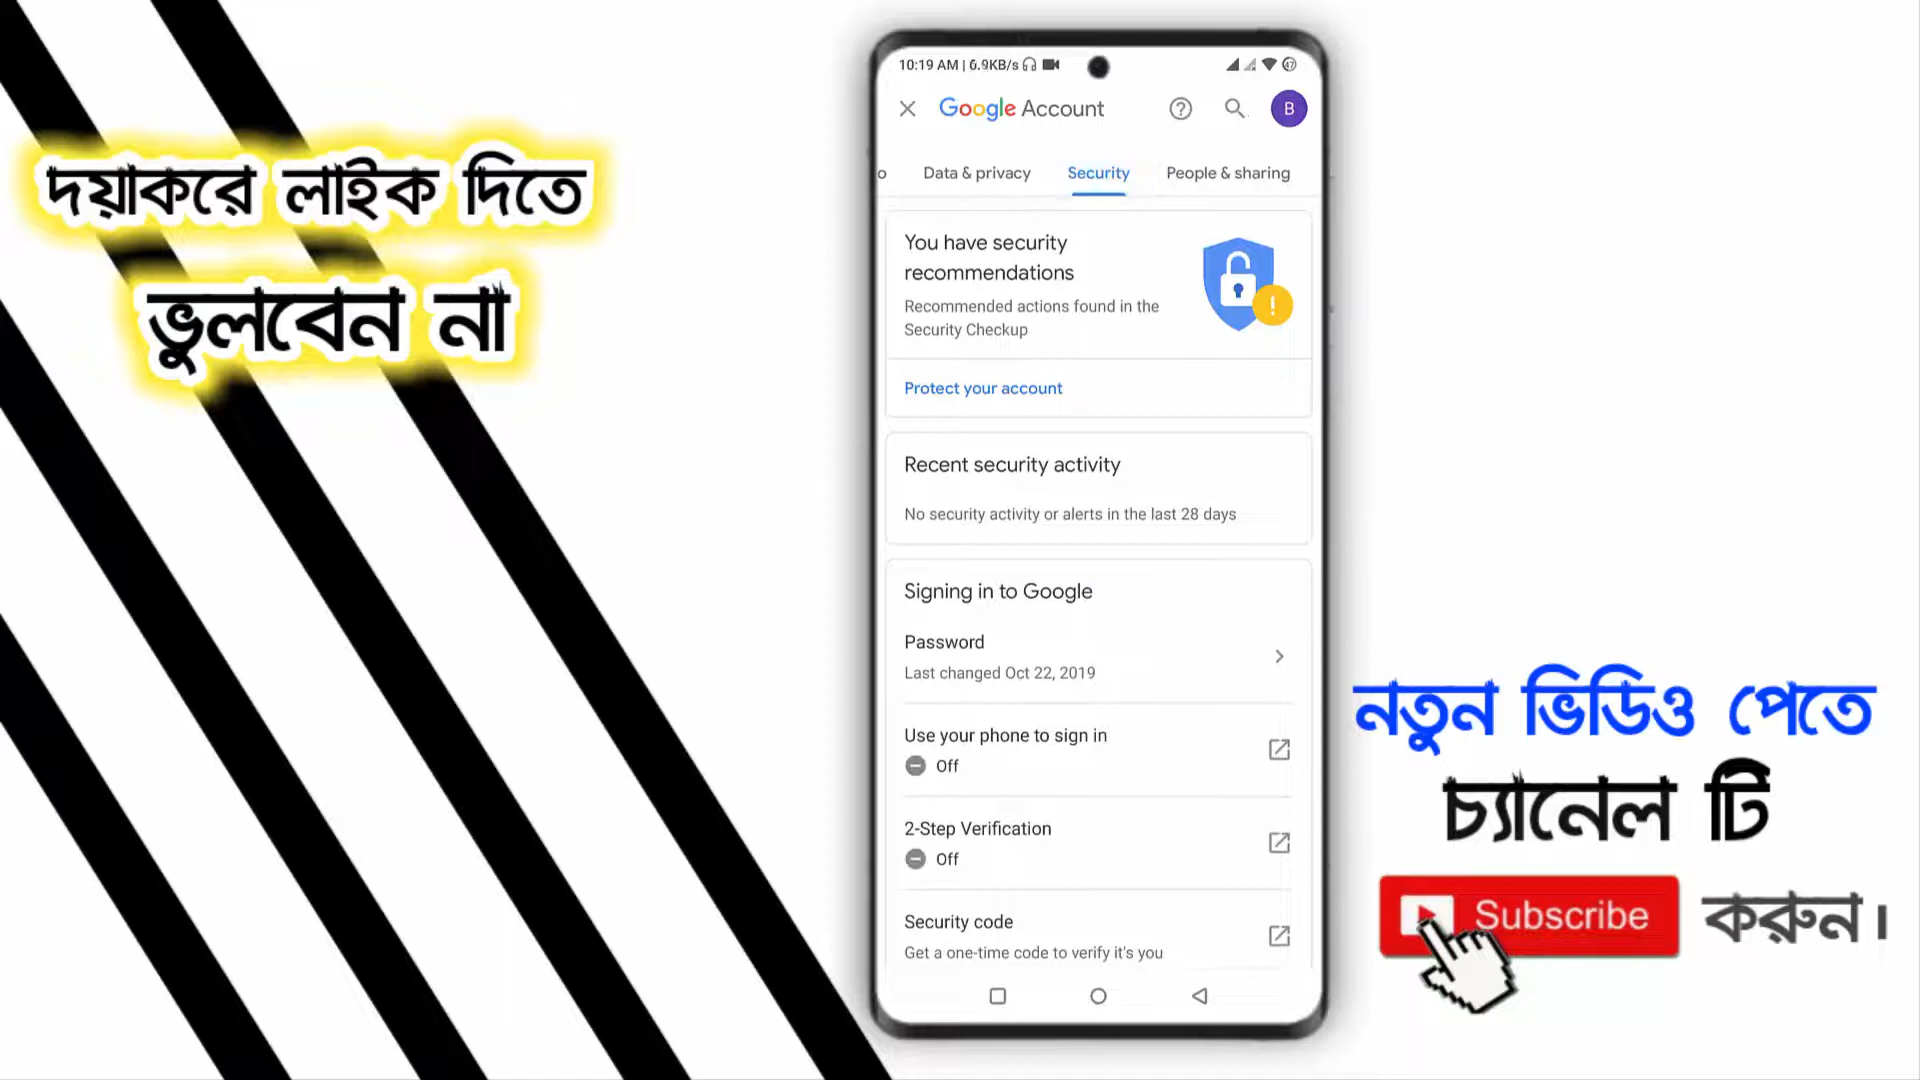 দয়াকরে লাইক দিতে
ভুলবেন না
10:19 AM | 6.9KB/s
47
Google Account
B
o Data & privacy Security People & sharing
You have security
recommendations
Recommended actions found in the
Security Checkup
Protect your account
Recent security activity
No security activity or alerts in the last 28 days
Signing in to Google
Password
Last changed Oct 22, 2019
Use your phone to sign in
Off
2-Step Verification
Off
Security code
Get a one-time code to verify it's you
নতুন ভিডিও পেতে
চ্যানেল টি
Subscribe করুন।